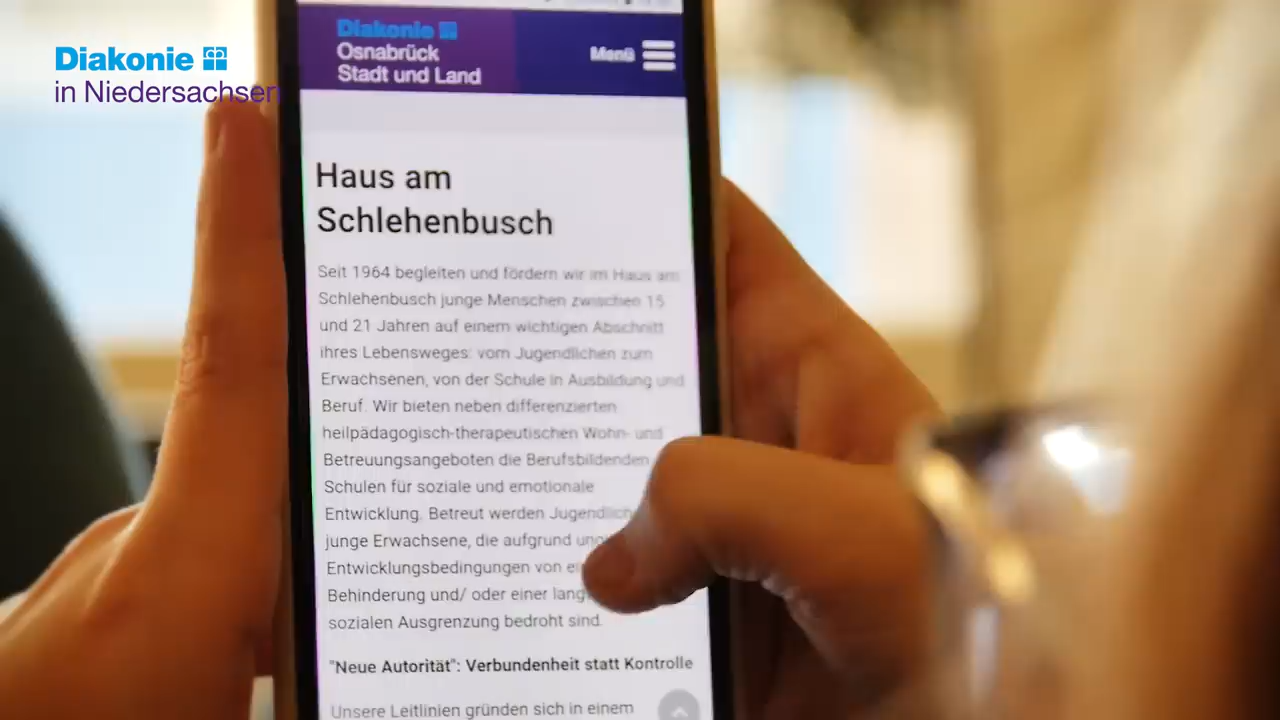 Diakonie
in Niedersachsen
Diakonie
Osnabrück
Stadt und Land
Menü
Haus am
Schlehenbusch
Seit 1964 begleiten und fördern wir im Haus am
Schlehenbusch junge Menschen zwischen 15
und 21 Jahren auf einem wichtigen Abschnitt
ihres Lebensweges: vom Jugendlichen zum
Erwachsenen, von der Schule in Ausbildung und
Beruf. Wir bieten neben differenzierten
heilpädagogisch-therapeutischen Wohn- und
Betreuungsangeboten die Berufsbildenden
Schulen für soziale und emotionale
Entwicklung. Betreut werden Jugendlich
junge Erwachsene, die aufgrund
Entwicklungsbedingungen von
Behinderung und/ oder einer lang
sozialen Ausgrenzung bedroht sind.
"Neue Autorität": Verbundenheit statt Kontrolle
Unsere Leitlinien gründen sich in einem